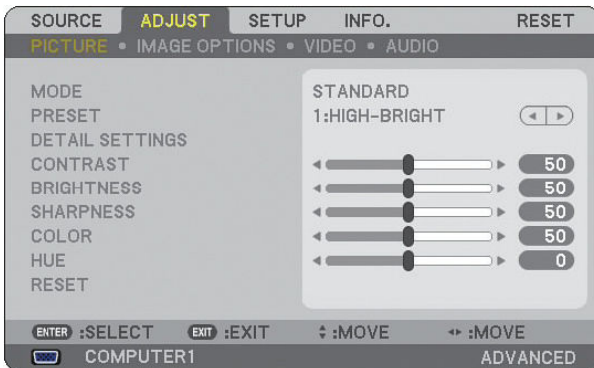 SOURCE ADJUST SETUP INFO. RESET
PICTURE • IMAGE OPTIONS • VIDEO • AUDIO
MODE STANDARD
PRESET 1:HIGH-BRIGHT
DETAIL SETTINGS
CONTRAST 50
BRIGHTNESS 50
SHARPNESS 50
COLOR 50
HUE 0
RESET
ENTER :SELECT EXIT :EXIT :MOVE :MOVE
COMPUTER1 ADVANCED